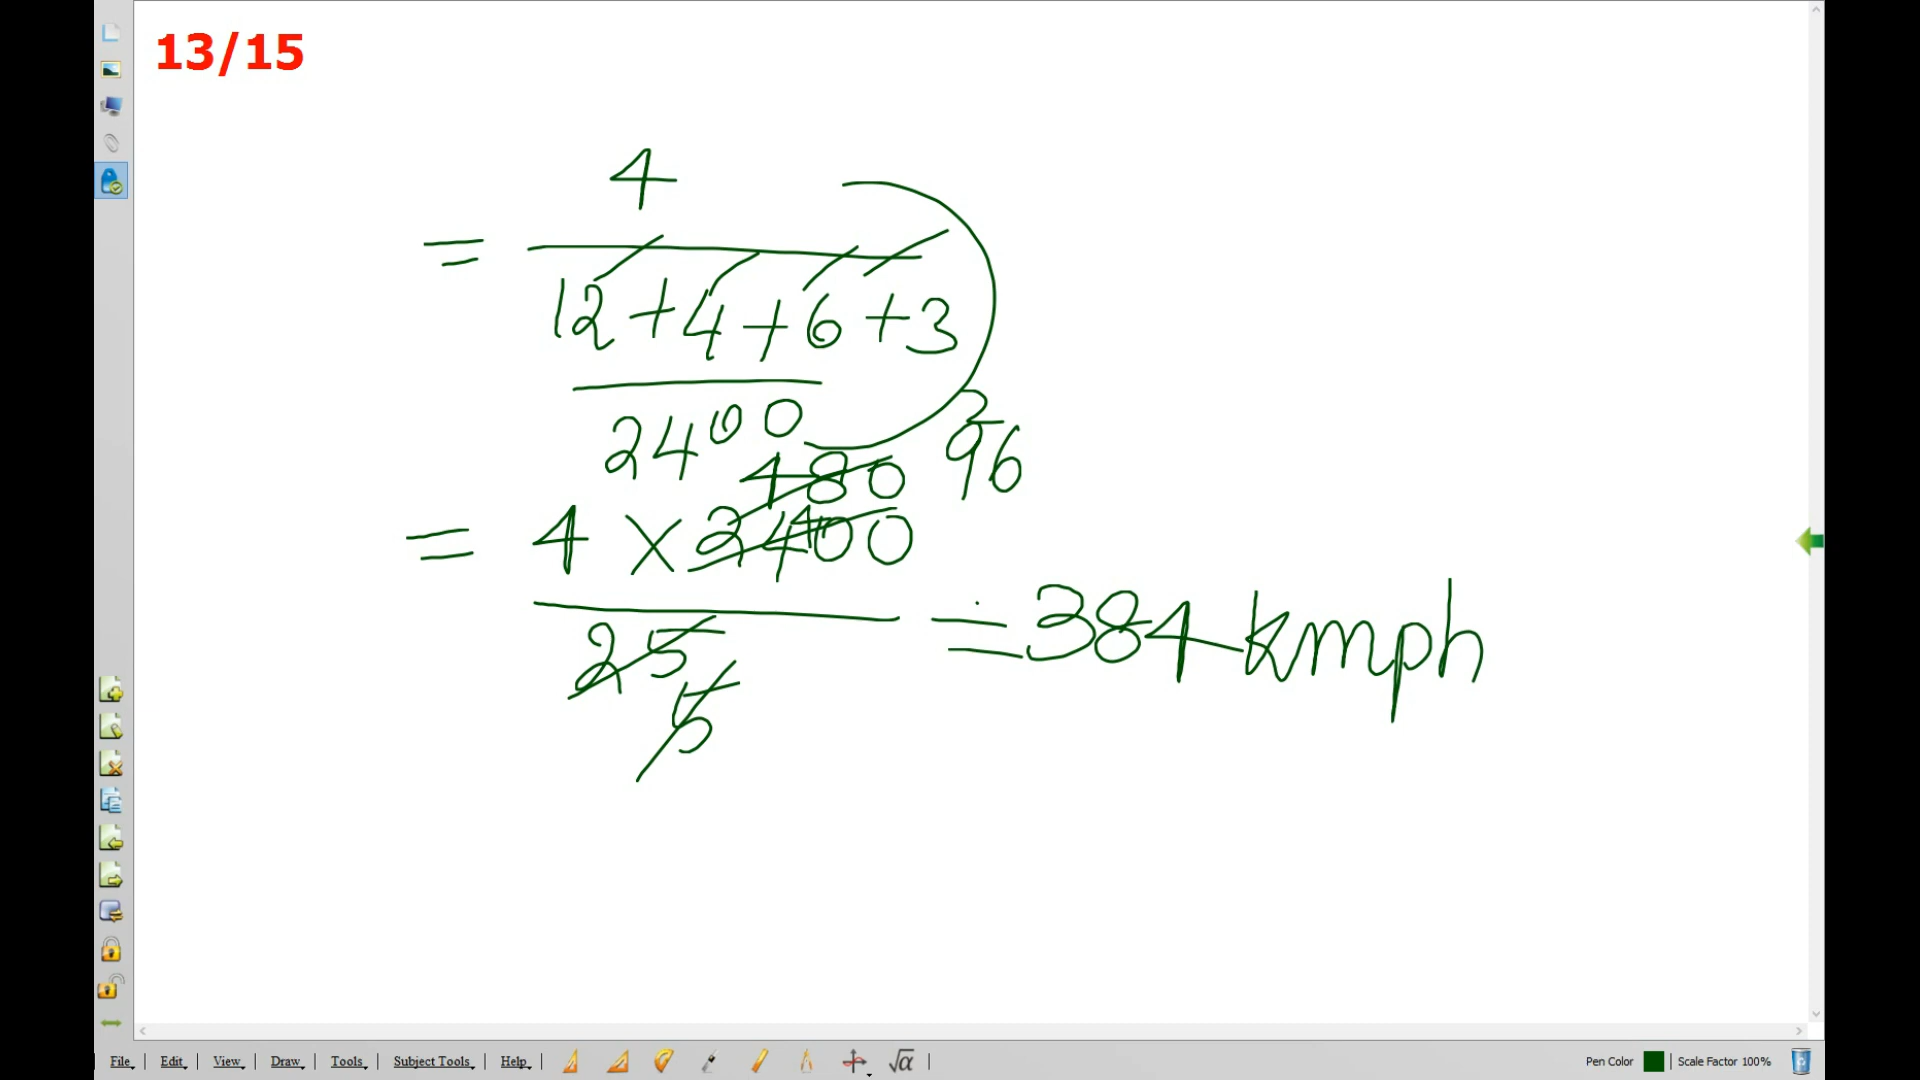 13/15
4
=
12 + 4 + 6 + 3
2400
96
480
= 4 × 2400
25
5
= 384 kmph
File Edit View Draw Tools Subject Tools Help √α Pen Color Scale Factor 100%